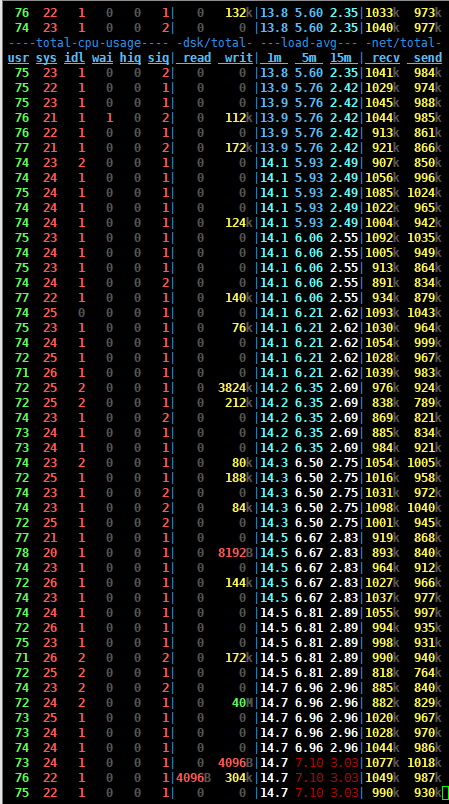 76 22 1 0 0 1| 0 132k|13.8 5.60 2.35|1033k 973k
74 23 1 0 0 2| 0 0 |13.8 5.60 2.35|1040k 977k
----total-cpu-usage---- -dsk/total- ---load-avg--- -net/total-
usr sys idl wai hiq siq| read writ| 1m 5m 15m | recv send
75 23 1 0 0 2| 0 0 |13.8 5.60 2.35|1041k 984k
75 23 1 0 0 2| 0 0 |13.9 5.76 2.42|1029k 974k
75 24 1 0 0 1| 0 0 |13.9 5.76 2.42|1045k 988k
76 21 1 1 0 2| 0 112k|13.9 5.76 2.42|1044k 985k
76 22 1 0 0 1| 0 0 |13.9 5.76 2.42| 913k 861k
77 21 1 0 0 2| 0 172k|13.9 5.76 2.42| 921k 866k
74 23 2 0 0 1| 0 0 |14.1 5.93 2.49| 907k 850k
74 24 1 0 0 1| 0 0 |14.1 5.93 2.49|1056k 996k
75 24 1 0 0 1| 0 0 |14.1 5.93 2.49|1085k 1024k
75 24 1 0 0 1| 0 0 |14.1 5.93 2.49|1022k 965k
74 24 1 0 0 1| 0 124k|14.1 5.93 2.49|1004k 942k
75 23 1 0 0 1| 0 0 |14.1 6.06 2.55|1092k 1035k
74 24 1 0 0 1| 0 0 |14.1 6.06 2.55|1005k 949k
75 23 1 0 0 1| 0 0 |14.1 6.06 2.55| 913k 864k
74 24 1 0 0 2| 0 0 |14.1 6.06 2.55| 891k 834k
77 22 1 0 0 1| 0 140k|14.1 6.06 2.55| 934k 879k
74 25 0 0 0 1| 0 0 |14.1 6.21 2.62|1093k 1043k
75 23 1 0 0 1| 0 76k|14.1 6.21 2.62|1030k 964k
74 24 1 0 0 1| 0 0 |14.1 6.21 2.62|1054k 999k
72 25 1 0 0 1| 0 0 |14.1 6.21 2.62|1028k 967k
71 26 1 0 0 1| 0 0 |14.1 6.21 2.62|1039k 983k
72 25 2 0 0 1| 0 3824k|14.2 6.35 2.69| 976k 924k
72 25 2 0 0 1| 0 212k|14.2 6.35 2.69| 838k 789k
74 23 1 0 0 2| 0 0 |14.2 6.35 2.69| 869k 821k
73 24 1 0 0 1| 0 0 |14.2 6.35 2.69| 885k 834k
73 24 1 0 0 1| 0 0 |14.2 6.35 2.69| 984k 921k
74 23 2 0 0 1| 0 80k|14.3 6.50 2.75|1054k 1005k
72 25 1 0 0 1| 0 188k|14.3 6.50 2.75|1016k 958k
74 23 1 0 0 2| 0 0 |14.3 6.50 2.75|1031k 972k
74 23 2 0 0 2| 0 84k|14.3 6.50 2.75|1098k 1040k
72 25 1 0 0 2| 0 0 |14.3 6.50 2.75|1001k 945k
77 21 1 0 0 1| 0 0 |14.5 6.67 2.83| 919k 868k
78 20 1 0 0 1| 0 8192B|14.5 6.67 2.83| 893k 840k
74 23 1 0 0 2| 0 0 |14.5 6.67 2.83| 964k 912k
72 26 1 0 0 1| 0 144k|14.5 6.67 2.83|1027k 966k
74 23 1 0 0 2| 0 0 |14.5 6.67 2.83|1037k 977k
74 24 1 0 0 1| 0 0 |14.5 6.81 2.89|1055k 997k
72 26 1 0 0 2| 0 0 |14.5 6.81 2.89| 994k 935k
75 23 1 0 0 1| 0 0 |14.5 6.81 2.89| 998k 931k
71 26 2 0 0 2| 0 172k|14.5 6.81 2.89| 990k 940k
72 25 2 0 0 1| 0 0 |14.5 6.81 2.89| 818k 764k
74 23 2 0 0 2| 0 0 |14.7 6.96 2.96| 885k 840k
72 24 2 0 0 1| 0 40M|14.7 6.96 2.96| 882k 829k
73 25 1 0 0 1| 0 0 |14.7 6.96 2.96|1020k 967k
73 24 1 0 0 1| 0 0 |14.7 6.96 2.96|1028k 970k
74 24 1 0 0 1| 0 0 |14.7 6.96 2.96|1044k 986k
73 24 1 0 0 1| 0 4096B|14.7 7.10 3.03|1077k 1018k
76 22 1 0 0 1|4096B 304k|14.7 7.10 3.03|1049k 987k
75 22 1 0 0 2| 0 0 |14.7 7.10 3.03| 990k 930k